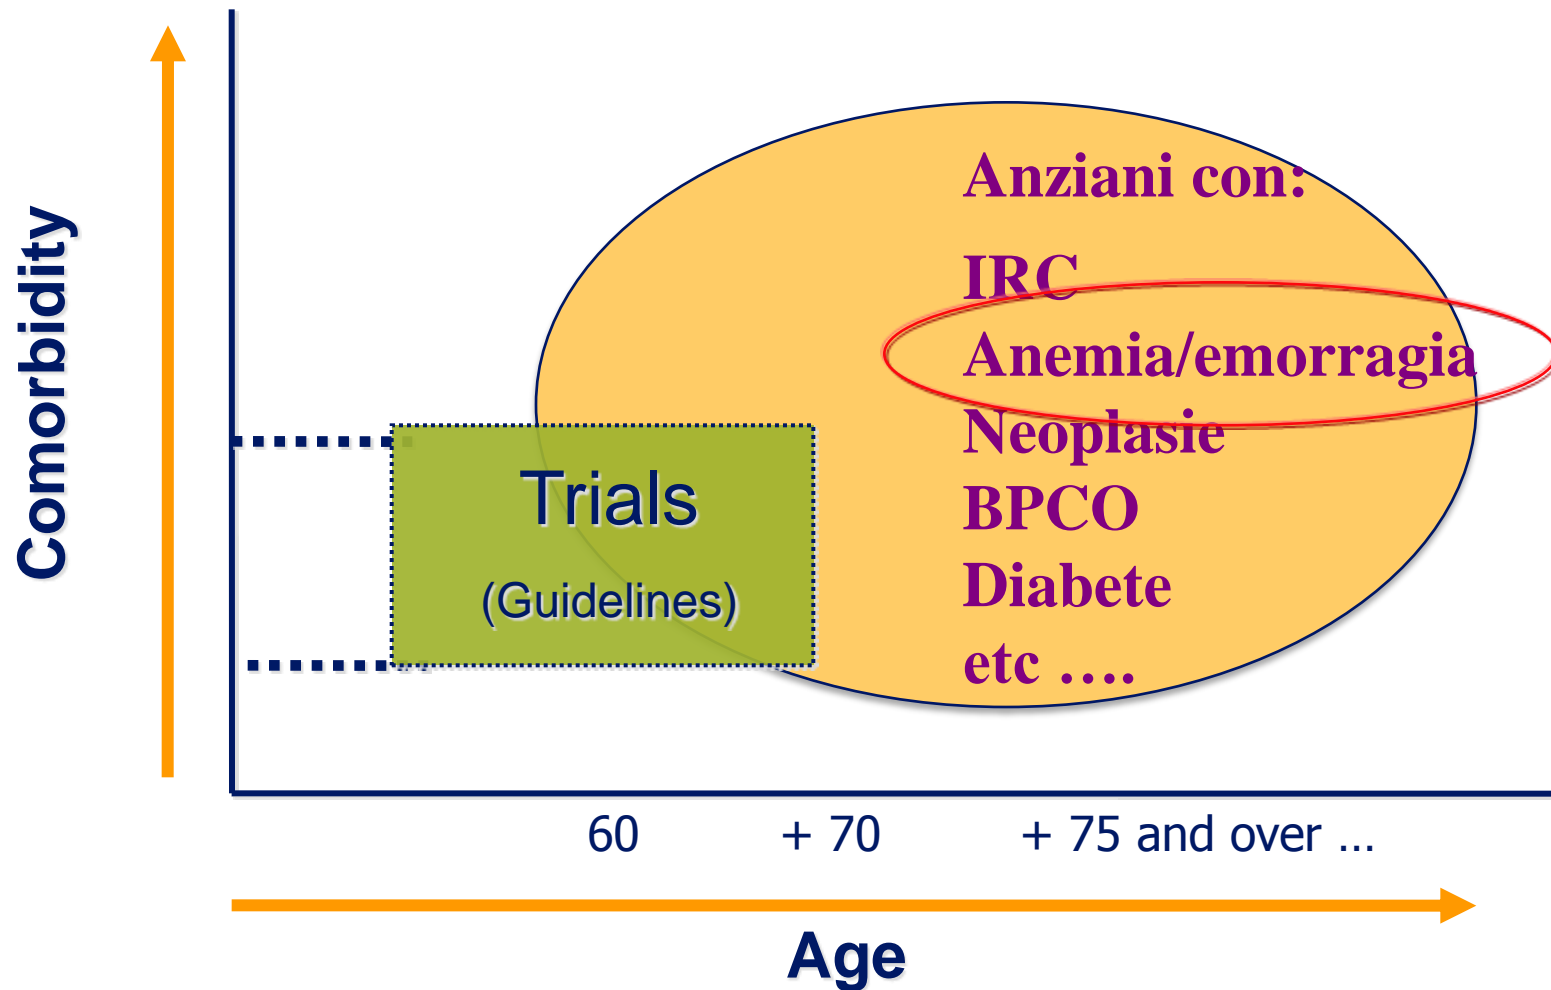 Comorbidity
Anziani con:
IRC
Anemia/emorragia
Neoplasie
BPCO
Diabete
etc ....
Trials
(Guidelines)
60 + 70 + 75 and over ...
Age